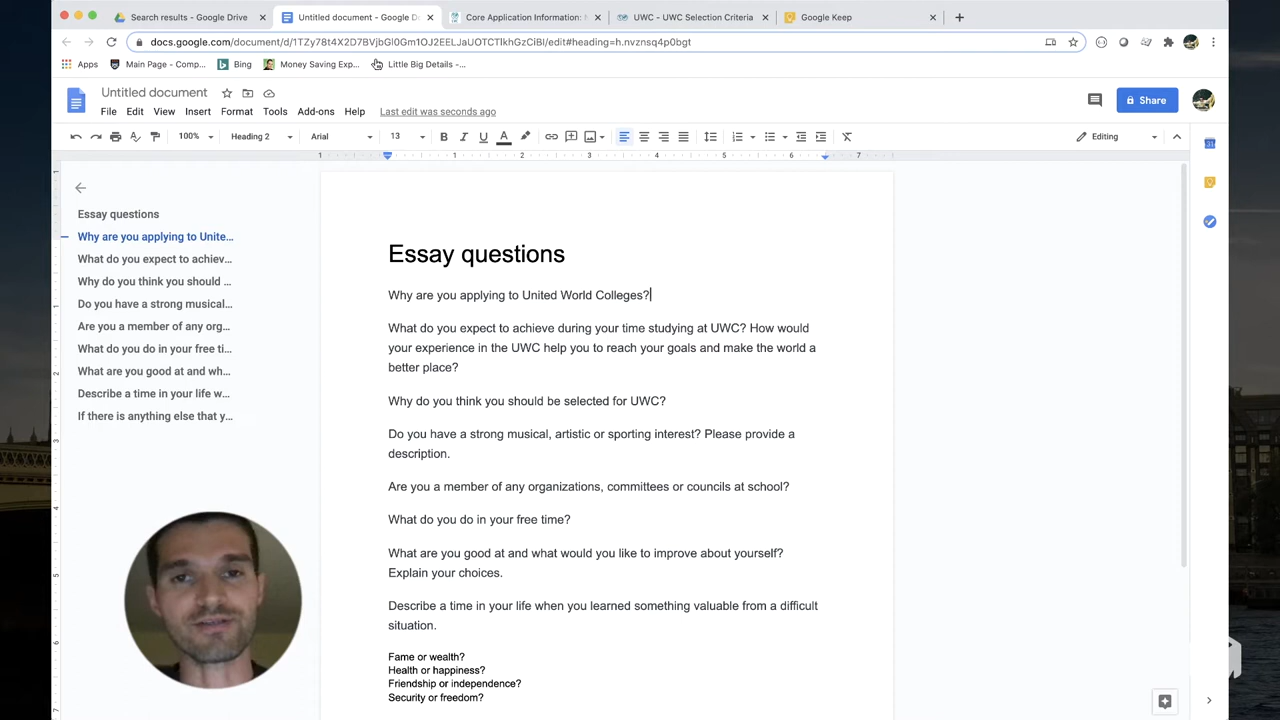 Search results - Google Drive
Untitled document - Google D
Core Application Information:
UWC - UWC Selection Criteria
Google Keep
docs.google.com/document/d/
/edit#heading=h.nvznsq4p0bgt
Apps
Main Page - Comp...
Bing
Money Saving Exp...
Little Big Details -...
Untitled document
File Edit View Insert Format Tools Add-ons Help
Last edit was seconds ago
Share
100%
Heading 2
Arial
13
Editing
1 1 2 3 4 5 6 7
Essay questions
Why are you applying to Unite...
What do you expect to achiev...
Why do you think you should ...
Do you have a strong musical...
Are you a member of any org...
What do you do in your free ti...
What are you good at and wh...
Describe a time in your life w...
If there is anything else that y...
Essay questions
Why are you applying to United World Colleges?
What do you expect to achieve during your time studying at UWC? How would
your experience in the UWC help you to reach your goals and make the world a
better place?
Why do you think you should be selected for UWC?
Do you have a strong musical, artistic or sporting interest? Please provide a
description.
Are you a member of any organizations, committees or councils at school?
What do you do in your free time?
What are you good at and what would you like to improve about yourself?
Explain your choices.
Describe a time in your life when you learned something valuable from a difficult
situation.
Fame or wealth?
Health or happiness?
Friendship or independence?
Security or freedom?